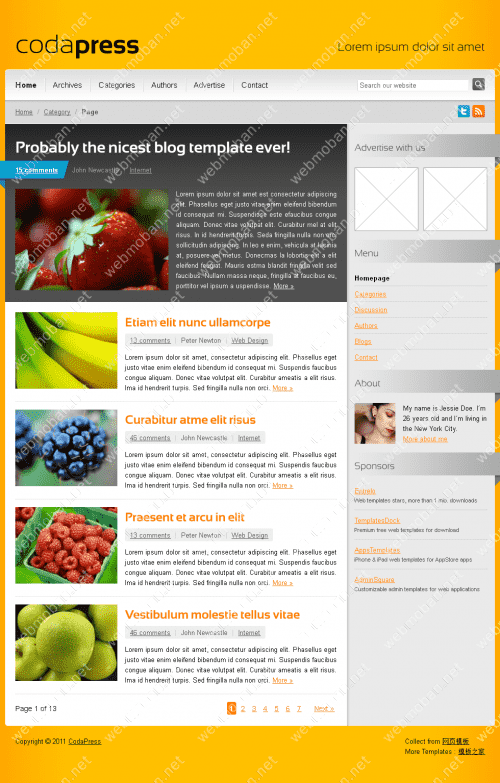 codapress
Lorem ipsum dolor sit amet
Home Archives Categories Authors Advertise Contact
Search our website
Home / Category / Page
Probably the nicest blog template ever!
15 comments John Newcastle Internet
Lorem ipsum dolor sit amet est consectetur adipiscing
elit. Phasellus eget justo vitae sem eleifend bibendum
id consequat mi. Suspendisse este efaucibus congue
aliquam. Donec vitae volutpat elit. Curabitur mel at elit
risus. In id hendrerit turpis. Seda fringilla nulla non orci
sollicitudin adipiscing. In leo e enim, vehicula at lacinia
at, posuere vel metus. Donecmas la lobortis est a elit
eleifend feugiat. Mauris estma blandit fringilla velit sed
faucibus. Nullam massa neque, fringilla at faucibus eu,
porttitor vel ipsum a uspendisse. More »
Etiam elit nunc ullamcorpe
13 comments Peter Newton Web Design
Lorem ipsum dolor sit amet, consectetur adipiscing elit. Phasellus eget
justo vitae sem eleifend bibendum id consequat mi. Suspendis faucibus
congue aliquam. Donec vitae volutpat elit. Curabitur ameatis a elit risus.
Ima id hendrerit turpis. Sed fringilla nulla non orci. More »
Curabitur atme elit risus
45 comments John Newcastle Internet
Lorem ipsum dolor sit amet, consectetur adipiscing elit. Phasellus eget
justo vitae sem eleifend bibendum id consequat mi. Suspendis faucibus
congue aliquam. Donec vitae volutpat elit. Curabitur ameatis a elit risus.
Ima id hendrerit turpis. Sed fringilla nulla non orci. More »
Praesent et arcu in elit
13 comments Peter Newton Web Design
Lorem ipsum dolor sit amet, consectetur adipiscing elit. Phasellus eget
justo vitae sem eleifend bibendum id consequat mi. Suspendis faucibus
congue aliquam. Donec vitae volutpat elit. Curabitur ameatis a elit risus.
Ima id hendrerit turpis. Sed fringilla nulla non orci. More »
Vestibulum molestie tellus vitae
45 comments John Newcastle Internet
Lorem ipsum dolor sit amet, consectetur adipiscing elit. Phasellus eget
justo vitae sem eleifend bibendum id consequat mi. Suspendis faucibus
congue aliquam. Donec vitae volutpat elit. Curabitur ameatis a elit risus.
Ima id hendrerit turpis. Sed fringilla nulla non orci. More »
Page 1 of 13
1 2 3 4 5 6 7 Next »
Advertise with us
Menu
Homepage
Categories
Discussion
Authors
Blogs
Contact
About
My name is Jessie Doe. I'm
26 years old and I'm living in
the New York City.
More about me
Sponsors
Web templates stars, more than 1 mio. downloads
TemplatesDock
Premium free web templates for download
AppsTemplates
iPhone & iPad web templates for AppStore apps
AdminSquare
Customizable admin templates for web applications
Copyright © 2011 CodaPress
Collect from 网页模板
More Templates : 模板之家
webmoban.net